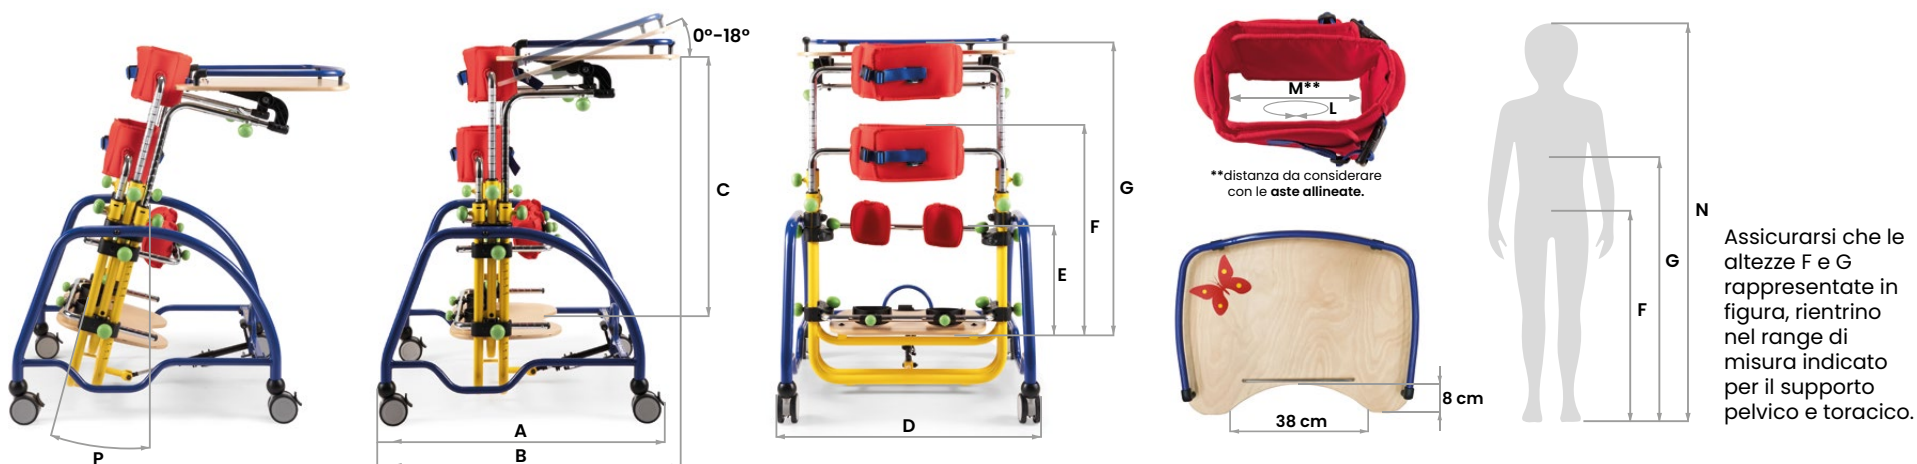 P
0°-18°
C
A
B
G
F
E
D
M**
L
**distanza da considerare
con le aste allineate.
8 cm
38 cm
N
G
F
Assicurarsi che le
altezze F e G
rappresentate in
figura, rientrino
nel range di
misura indicato
per il supporto
pelvico e toracico.